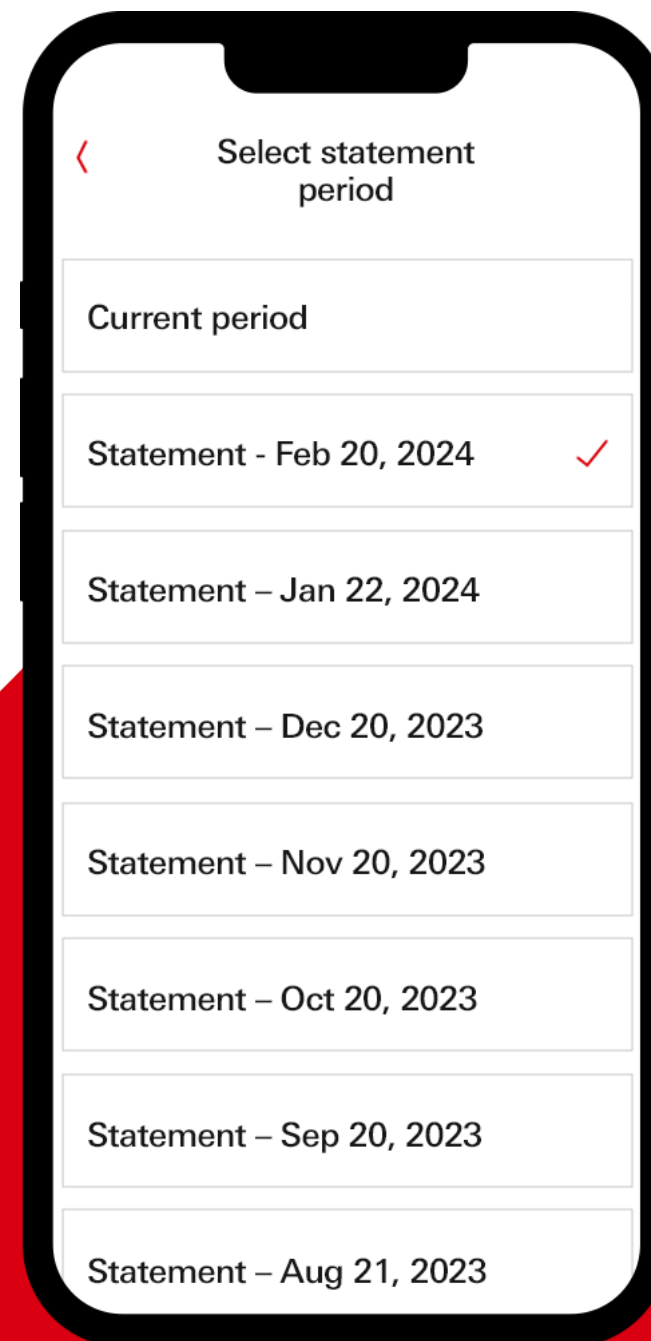 Select statement
period
Current period
Statement - Feb 20, 2024
Statement – Jan 22, 2024
Statement – Dec 20, 2023
Statement – Nov 20, 2023
Statement – Oct 20, 2023
Statement – Sep 20, 2023
Statement – Aug 21, 2023